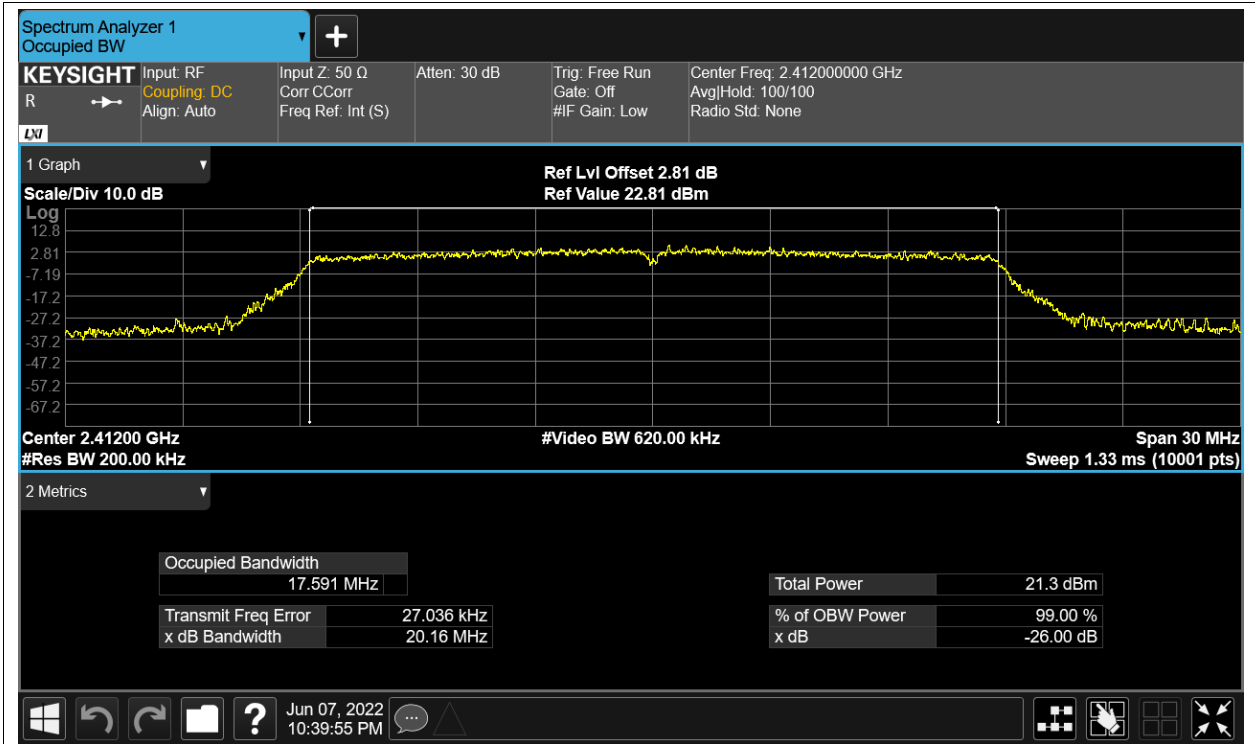 Spectrum Analyzer 1
Occupied BW
KEYSIGHT
R
LXI
Input: RF
Coupling: DC
Align: Auto
Input Z: 50 Ω
Corr CCorr
Freq Ref: Int (S)
Atten: 30 dB
Trig: Free Run
Gate: Off
#IF Gain: Low
Center Freq: 2.412000000 GHz
Avg|Hold: 100/100
Radio Std: None
1 Graph
Scale/Div 10.0 dB
Ref Lvl Offset 2.81 dB
Ref Value 22.81 dBm
Log
12.8
2.81
-7.19
-17.2
-27.2
-37.2
-47.2
-57.2
-67.2
Center 2.41200 GHz
#Res BW 200.00 kHz
#Video BW 620.00 kHz
Span 30 MHz
Sweep 1.33 ms (10001 pts)
2 Metrics
Occupied Bandwidth
17.591 MHz
Transmit Freq Error 27.036 kHz
x dB Bandwidth 20.16 MHz
Total Power 21.3 dBm
% of OBW Power 99.00 %
x dB -26.00 dB
?
Jun 07, 2022
10:39:55 PM